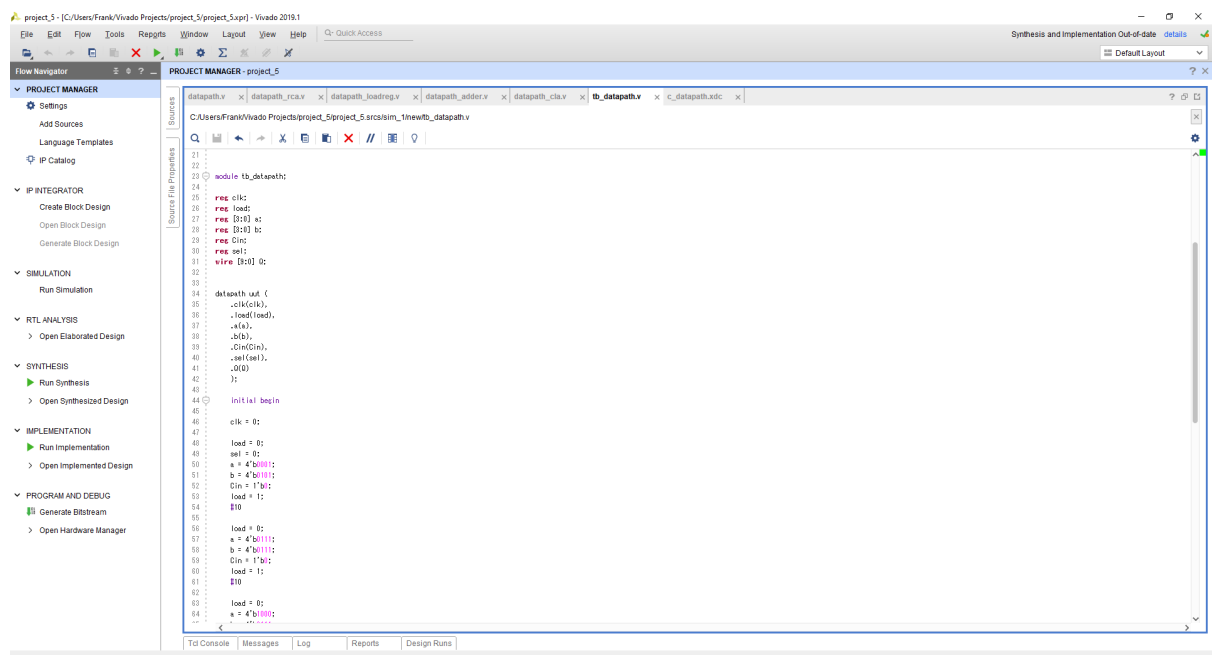 project_5 - [C:/Users/Frank/Vivado Projects/project_5/project_5.xpr] - Vivado 2019.1
File Edit Flow Tools Reports Window Layout View Help Quick Access
Synthesis and Implementation Out-of-date details
Default Layout
Flow Navigator
PROJECT MANAGER - project_5
PROJECT MANAGER
Settings
Add Sources
Language Templates
IP Catalog
IP INTEGRATOR
Create Block Design
Open Block Design
Generate Block Design
SIMULATION
Run Simulation
RTL ANALYSIS
Open Elaborated Design
SYNTHESIS
Run Synthesis
Open Synthesized Design
IMPLEMENTATION
Run Implementation
Open Implemented Design
PROGRAM AND DEBUG
Generate Bitstream
Open Hardware Manager
Sources
Source File Properties
datapath.v datapath_rca.v datapath_loadreg.v datapath_adder.v datapath_cla.v tb_datapath.v c_datapath.xdc
C:/Users/Frank/Vivado Projects/project_5/project_5.srcs/sim_1/new/tb_datapath.v
21
22
23 module tb_datapath;
24
25 reg clk;
26 reg load;
27 reg [3:0] a;
28 reg [3:0] b;
29 reg Cin;
30 reg sel;
31 wire [9:0] Q;
32
33
34 datapath uut (
35 .clk(clk),
36 .load(load),
37 .a(a),
38 .b(b),
39 .Cin(Cin),
40 .sel(sel),
41 .Q(Q)
42 );
43
44 initial begin
45
46 clk = 0;
47
48 load = 0;
49 sel = 0;
50 a = 4'b0001;
51 b = 4'b0101;
52 Cin = 1'b0;
53 load = 1;
54 #10
55
56 load = 0;
57 a = 4'b0111;
58 b = 4'b0111;
59 Cin = 1'b0;
60 load = 1;
61 #10
62
63 load = 0;
64 a = 4'b1000;
Tcl Console Messages Log Reports Design Runs